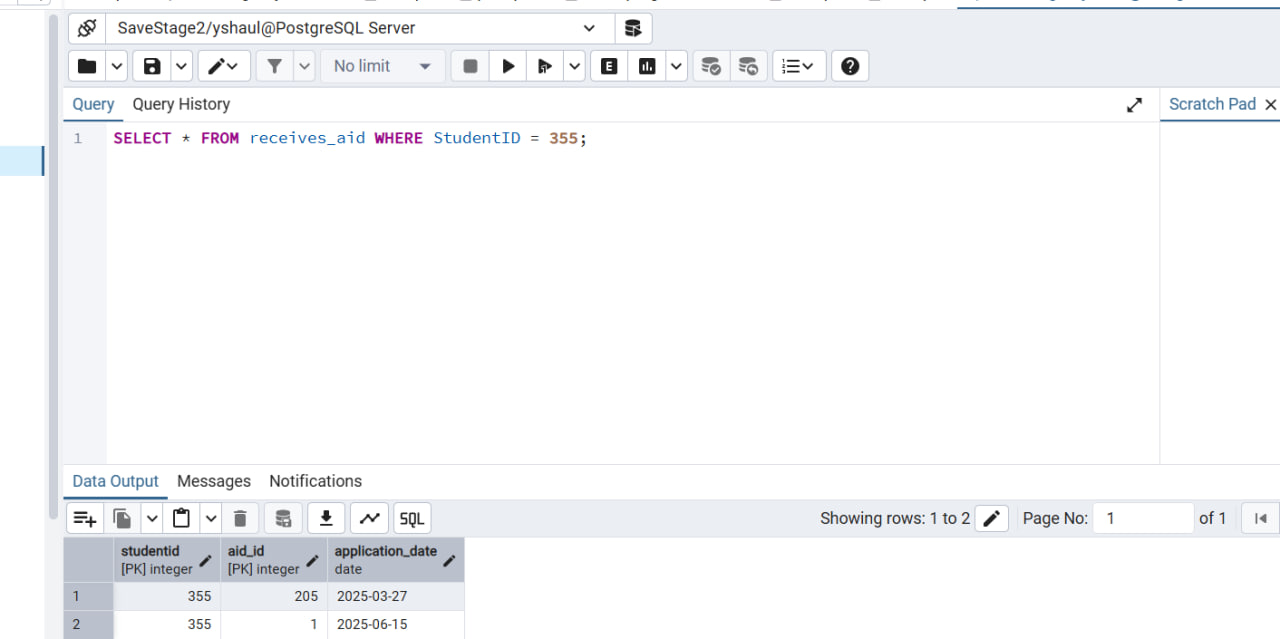 SaveStage2/yshaul@PostgreSQL Server
No limit
E
Query Query History
Scratch Pad
1 SELECT * FROM receives_aid WHERE StudentID = 355;
Data Output Messages Notifications
SQL Showing rows: 1 to 2 Page No: 1 of 1
studentid aid_id application_date
[PK] integer [PK] integer date
1 355 205 2025-03-27
2 355 1 2025-06-15